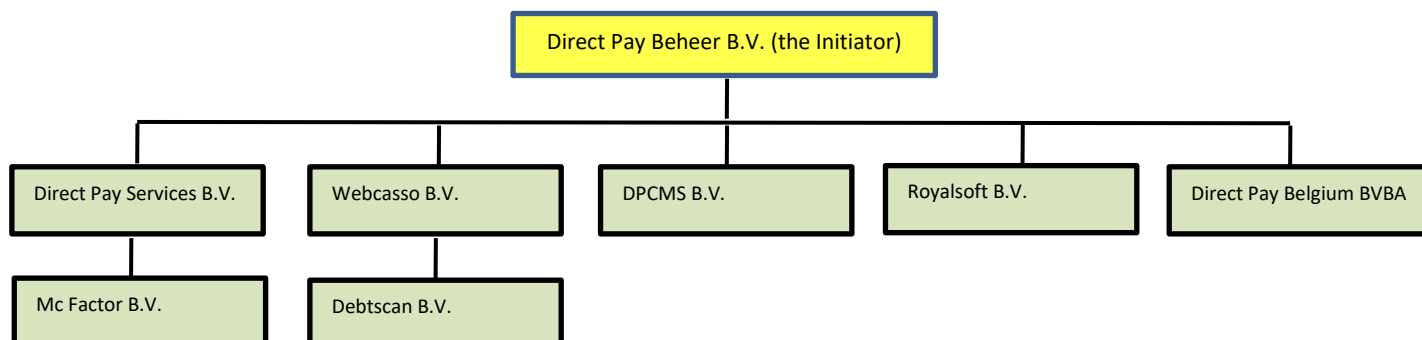 Direct Pay Beheer B.V. (the Initiator)
Direct Pay Services B.V.
Webcasso B.V.
DPCMS B.V.
Royalsoft B.V.
Direct Pay Belgium BVBA
Mc Factor B.V.
Debtscan B.V.